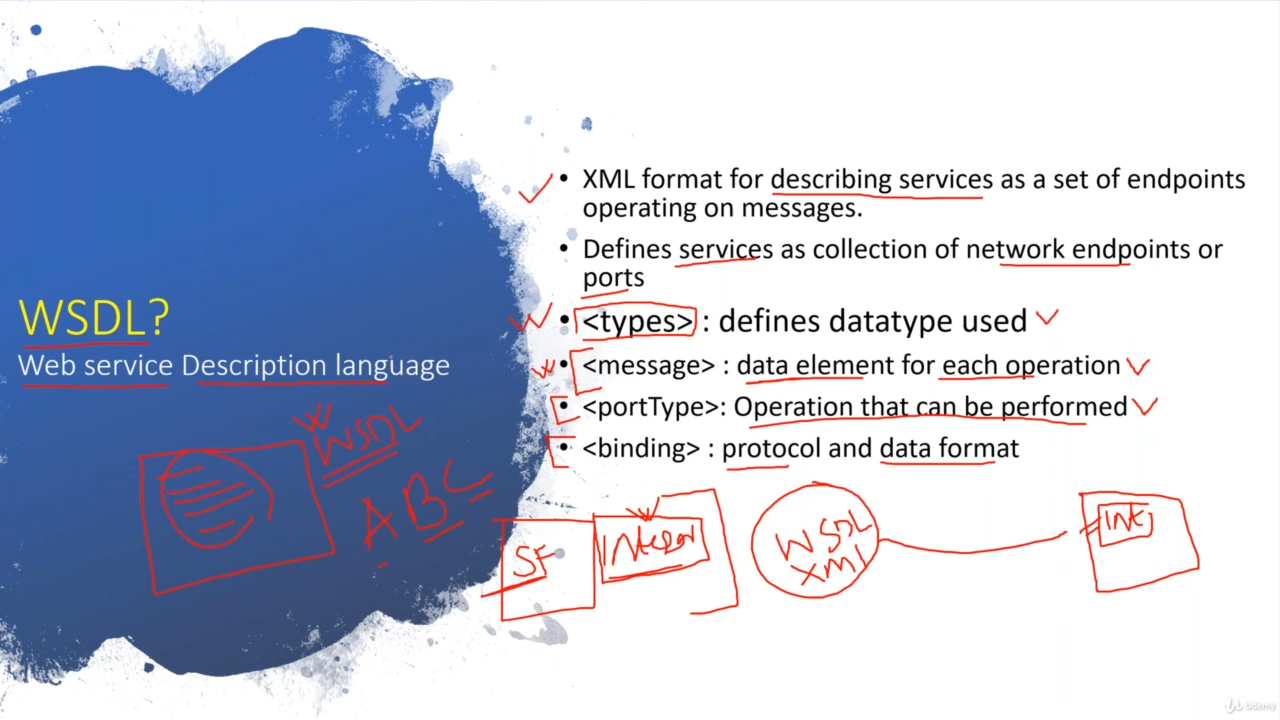 WSDL?
Web service Description language
• XML format for describing services as a set of endpoints
operating on messages.
• Defines services as collection of network endpoints or
ports
• <types> : defines datatype used
• <message> : data element for each operation
• <portType>: Operation that can be performed
• <binding> : protocol and data format
WSDL
ABC
SF
WSDL
XML
Udemy